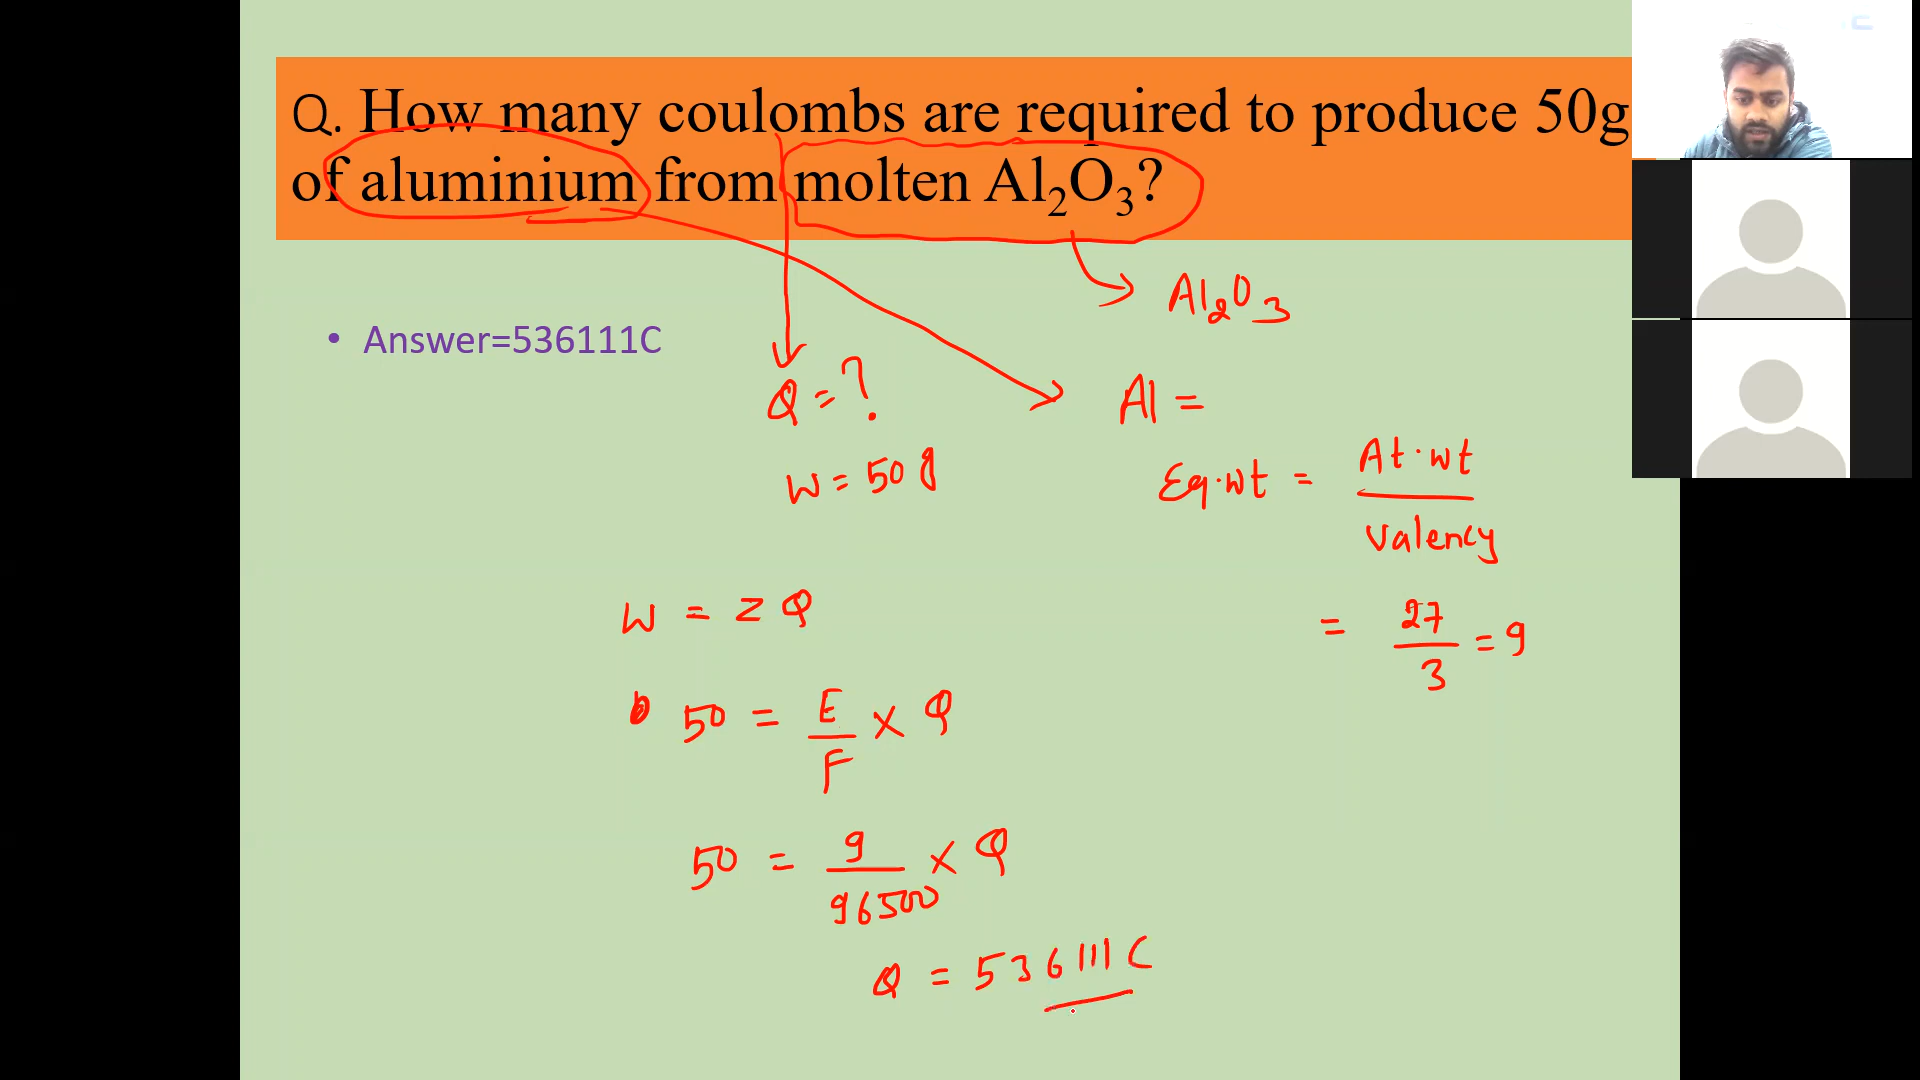 Q. How many coulombs are required to produce 50g
of aluminium from molten Al₂O₃?
Al₂O₃
• Answer=536111C
Q = ?
Al =
W = 50 g
Eq.wt = At.wt / Valency
= 27 / 3 = 9
W = Z Q
50 = E / F × Q
50 = 9 / 96500 × Q
Q = 536111 C